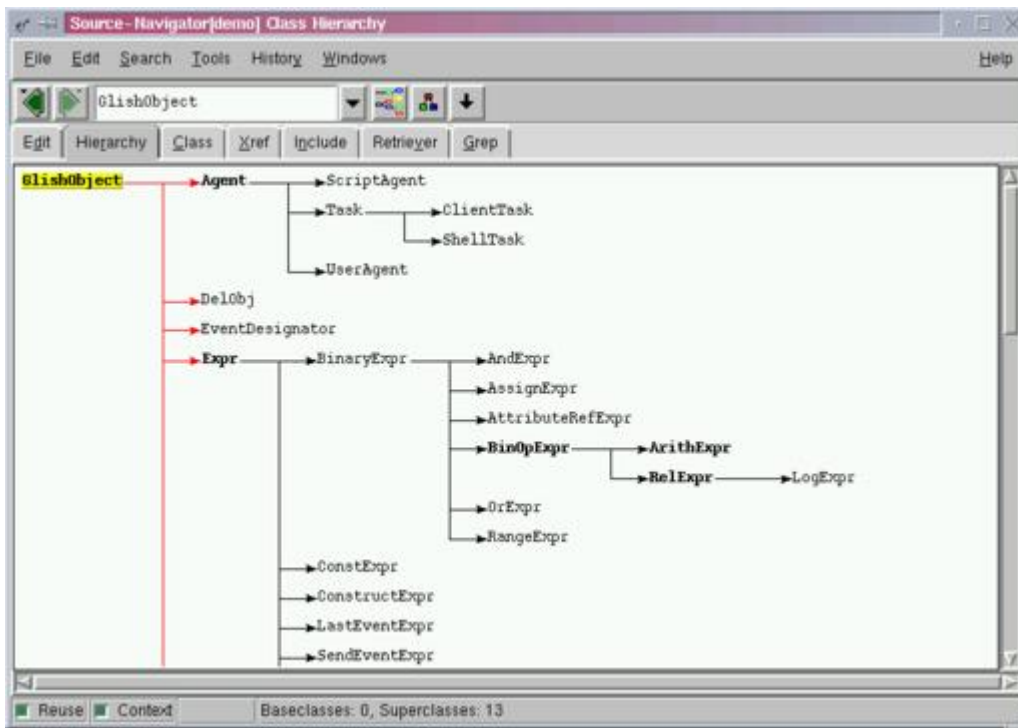 Source-Navigator[demo] Class Hierarchy
File Edit Search Tools History Windows Help
GlishObject
Edit Hierarchy Class Xref Include Retriever Grep
GlishObject Agent ScriptAgent
Task ClientTask
ShellTask
UserAgent
DelObj
EventDesignator
Expr BinaryExpr AndExpr
AssignExpr
AttributeRefExpr
BinOpExpr ArithExpr
RelExpr LogExpr
OrExpr
RangeExpr
ConstExpr
ConstructExpr
LastEventExpr
SendEventExpr
Reuse Context Baseclasses: 0, Superclasses: 13